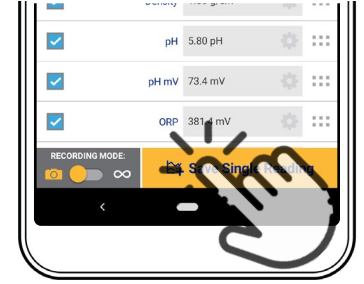 pH 5.80 pH
pH mV 73.4 mV
ORP 381.4 mV
RECORDING MODE:
Save Single Reading